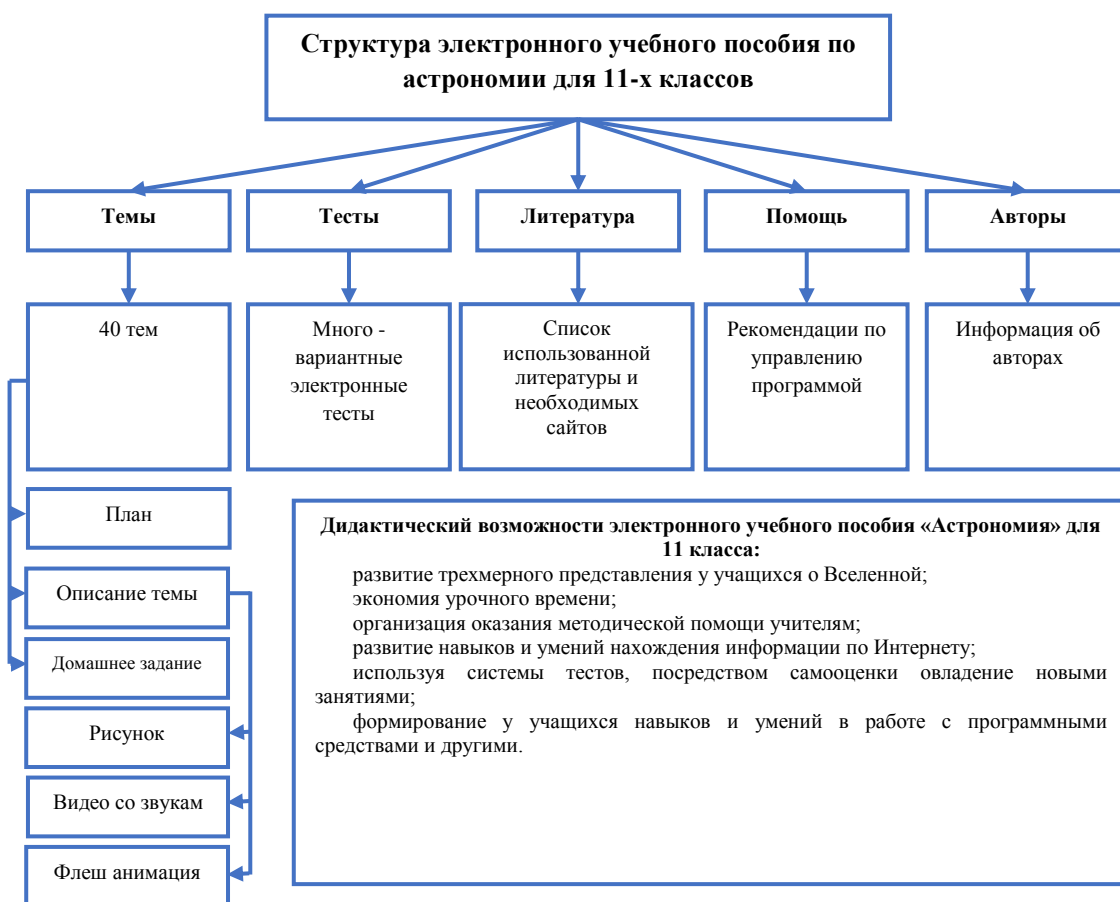 Структура электронного учебного пособия по
астрономии для 11-х классов
Темы
Тесты
Литература
Помощь
Авторы
40 тем
Много -
вариантные
электронные
тесты
Список
использованной
литературы и
необходимых
сайтов
Рекомендации по
управлению
программой
Информация об
авторах
План
Описание темы
Домашнее задание
Рисунок
Видео со звукам
Флеш анимация
Дидактический возможности электронного учебного пособия «Астрономия» для
11 класса:
развитие трехмерного представления у учащихся о Вселенной;
экономия урочного времени;
организация оказания методической помощи учителям;
развитие навыков и умений нахождения информации по Интернету;
используя системы тестов, посредством самооценки овладение новыми
занятиями;
формирование у учащихся навыков и умений в работе с программными
средствами и другими.